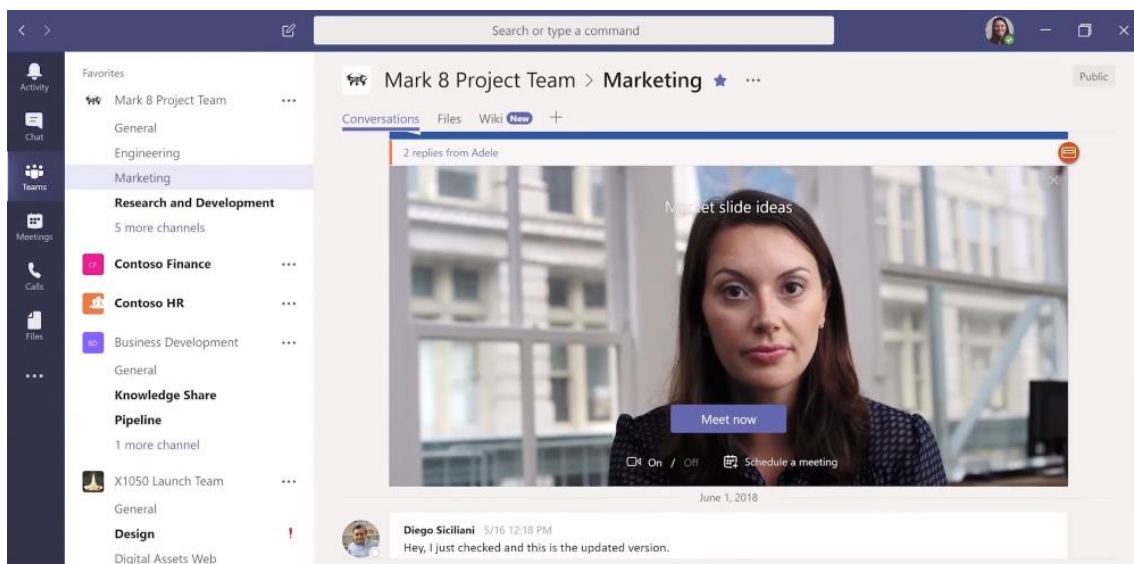 Search or type a command
Activity
Chat
Teams
Meetings
Calls
Files
Favorites
Mark 8 Project Team
General
Engineering
Marketing
Research and Development
5 more channels
CF Contoso Finance
Contoso HR
BD Business Development
General
Knowledge Share
Pipeline
1 more channel
X1050 Launch Team
General
Design !
Digital Assets Web
Mark 8 Project Team > Marketing
Public
Conversations Files Wiki New +
2 replies from Adele
Market slide ideas
Meet now
On / Off Schedule a meeting
June 1, 2018
Diego Siciliani 5/16 12:18 PM
Hey, I just checked and this is the updated version.